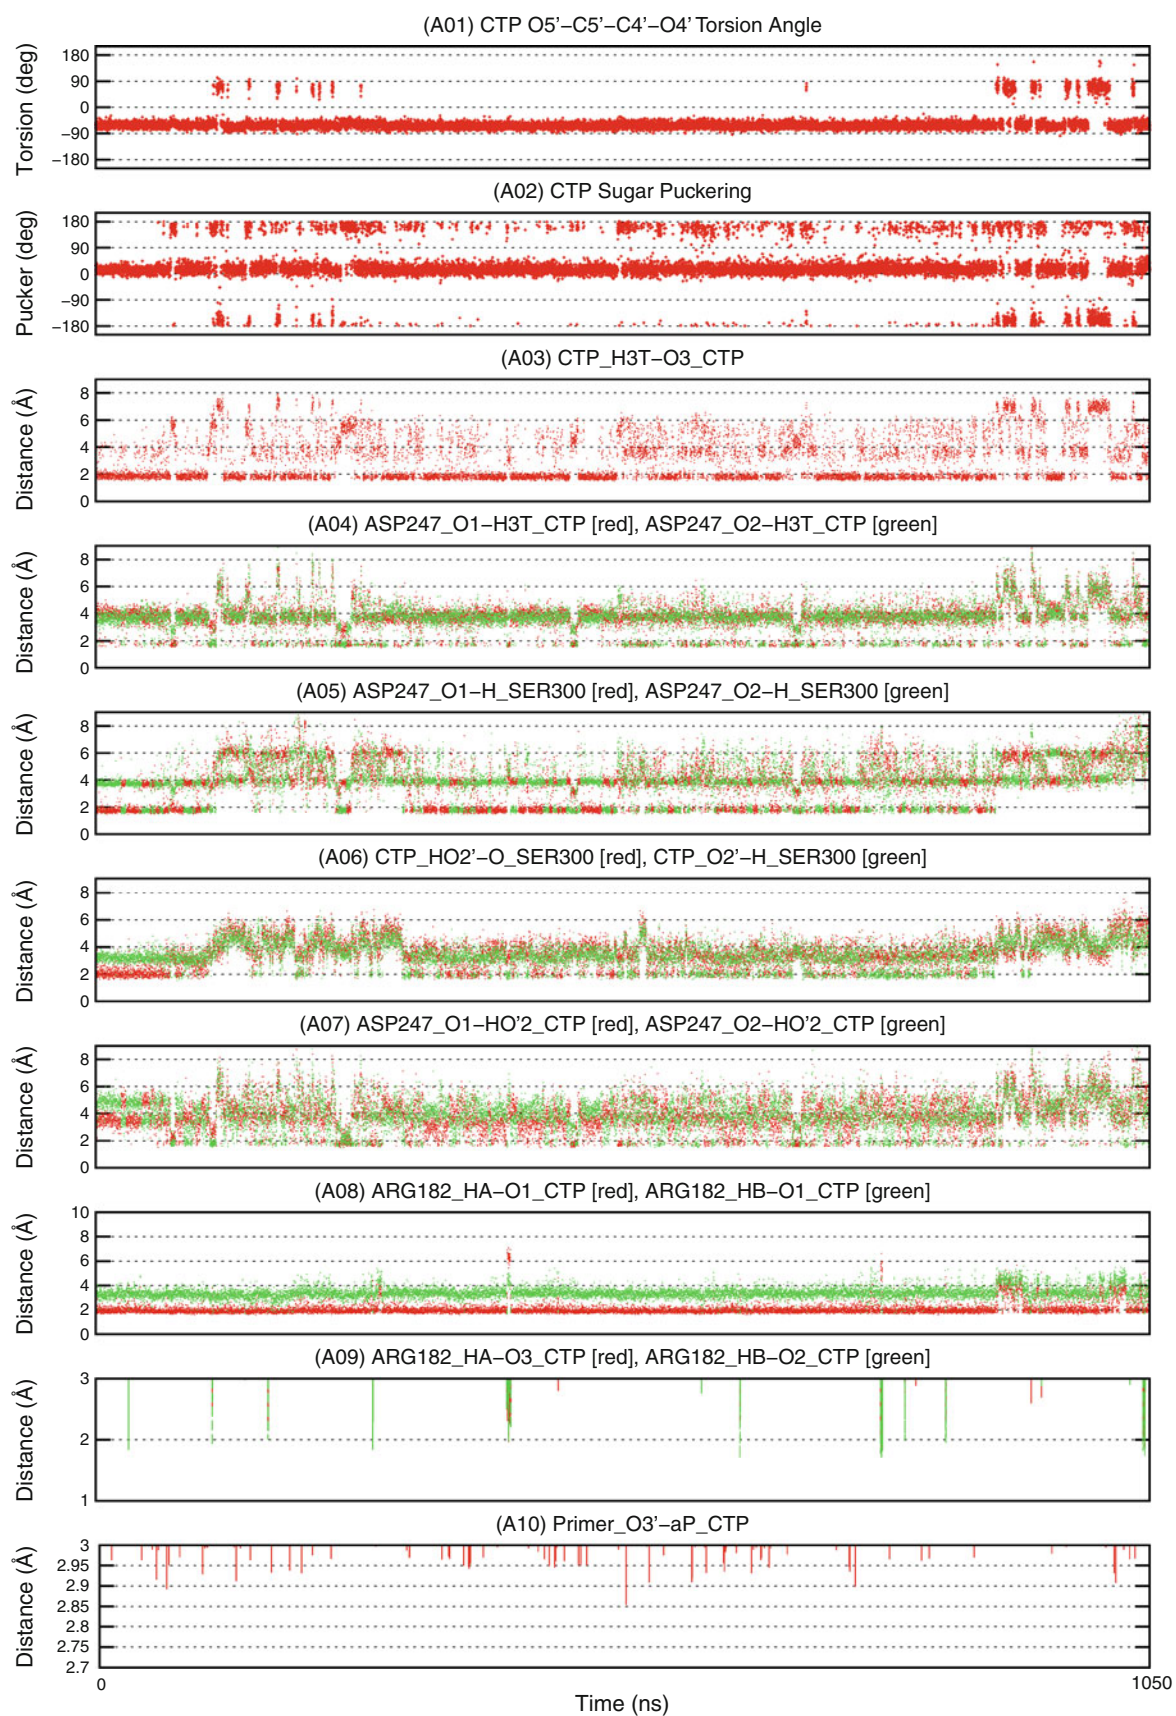 (A01) CTP O5’−C5’−C4’−O4’ Torsion Angle
Torsion (deg)
180
90
0
−90
−180
(A02) CTP Sugar Puckering
Pucker (deg)
180
90
0
−90
−180
(A03) CTP_H3T−O3_CTP
Distance (Å)
8
6
4
2
0
(A04) ASP247_O1−H3T_CTP [red], ASP247_O2−H3T_CTP [green]
Distance (Å)
8
6
4
2
0
(A05) ASP247_O1−H_SER300 [red], ASP247_O2−H_SER300 [green]
Distance (Å)
8
6
4
2
0
(A06) CTP_HO2’−O_SER300 [red], CTP_O2’−H_SER300 [green]
Distance (Å)
8
6
4
2
0
(A07) ASP247_O1−HO’2_CTP [red], ASP247_O2−HO’2_CTP [green]
Distance (Å)
8
6
4
2
0
(A08) ARG182_HA−O1_CTP [red], ARG182_HB−O1_CTP [green]
Distance (Å)
10
8
6
4
2
0
(A09) ARG182_HA−O3_CTP [red], ARG182_HB−O2_CTP [green]
Distance (Å)
3
2
1
(A10) Primer_O3’−aP_CTP
Distance (Å)
3
2.95
2.9
2.85
2.8
2.75
2.7
0
1050
Time (ns)